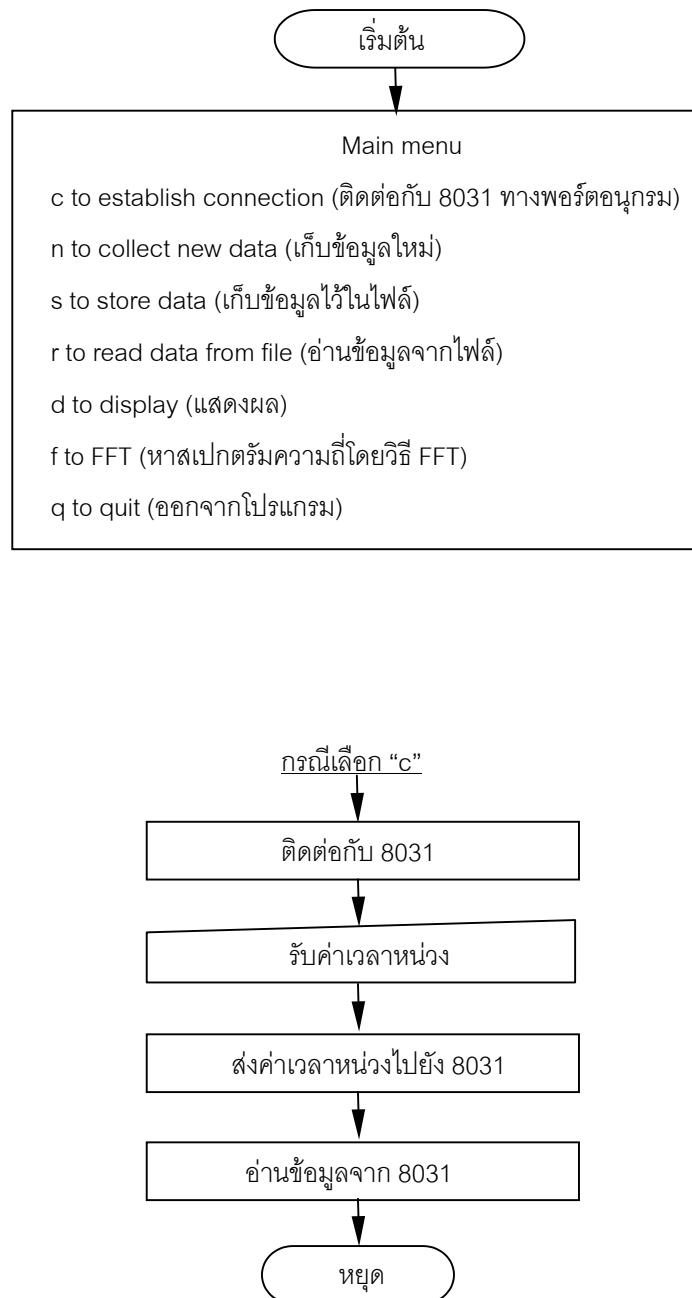 เริ่มต้น
Main menu
c to establish connection (ติดต่อกับ 8031 ทางพอร์ตอนุกรม)
n to collect new data (เก็บข้อมูลใหม่)
s to store data (เก็บข้อมูลไว้ในไฟล์)
r to read data from file (อ่านข้อมูลจากไฟล์)
d to display (แสดงผล)
f to FFT (หาสเปกตรัมความถี่โดยวิธี FFT)
q to quit (ออกจากโปรแกรม)
กรณีเลือก “c”
ติดต่อกับ 8031
รับค่าเวลาหน่วง
ส่งค่าเวลาหน่วงไปยัง 8031
อ่านข้อมูลจาก 8031
หยุด